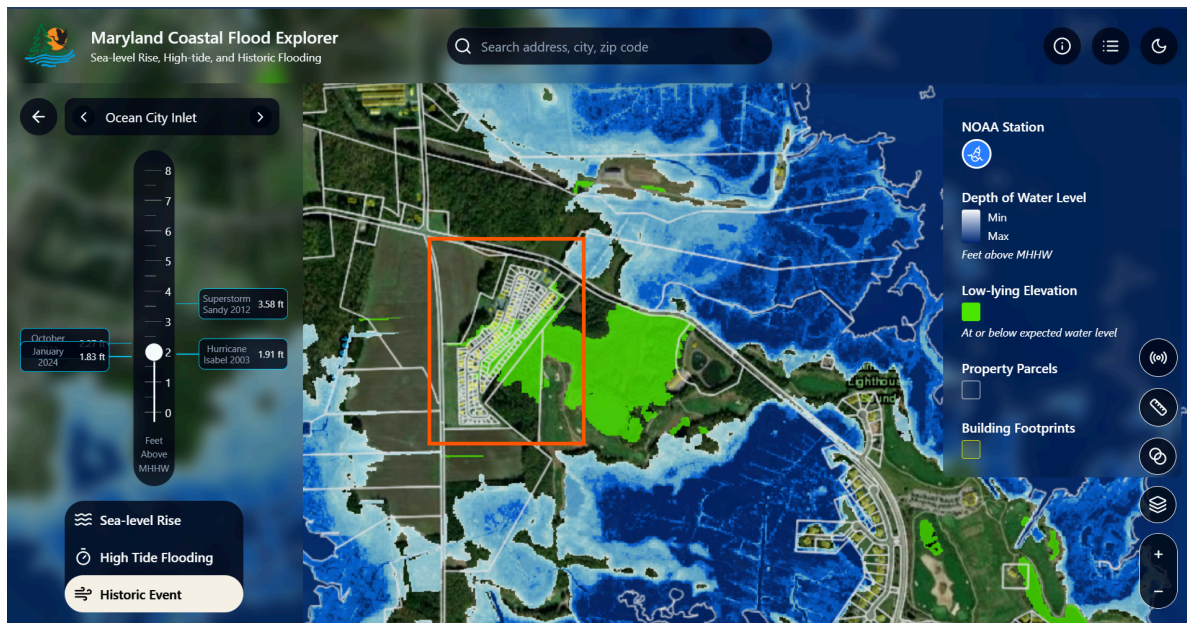 Maryland Coastal Flood Explorer
Sea-level Rise, High-tide, and Historic Flooding
Search address, city, zip code
Ocean City Inlet
8
7
6
5
4
Superstorm
Sandy 2012
3.58 ft
3
October
January
2024
1.83 ft
2
Hurricane
Isabel 2003
1.91 ft
1
0
Feet
Above
MHHW
Sea-level Rise
High Tide Flooding
Historic Event
Lighthouse
Sound
NOAA Station
Depth of Water Level
Min
Max
Feet above MHHW
Low-lying Elevation
At or below expected water level
Property Parcels
Building Footprints
+
−